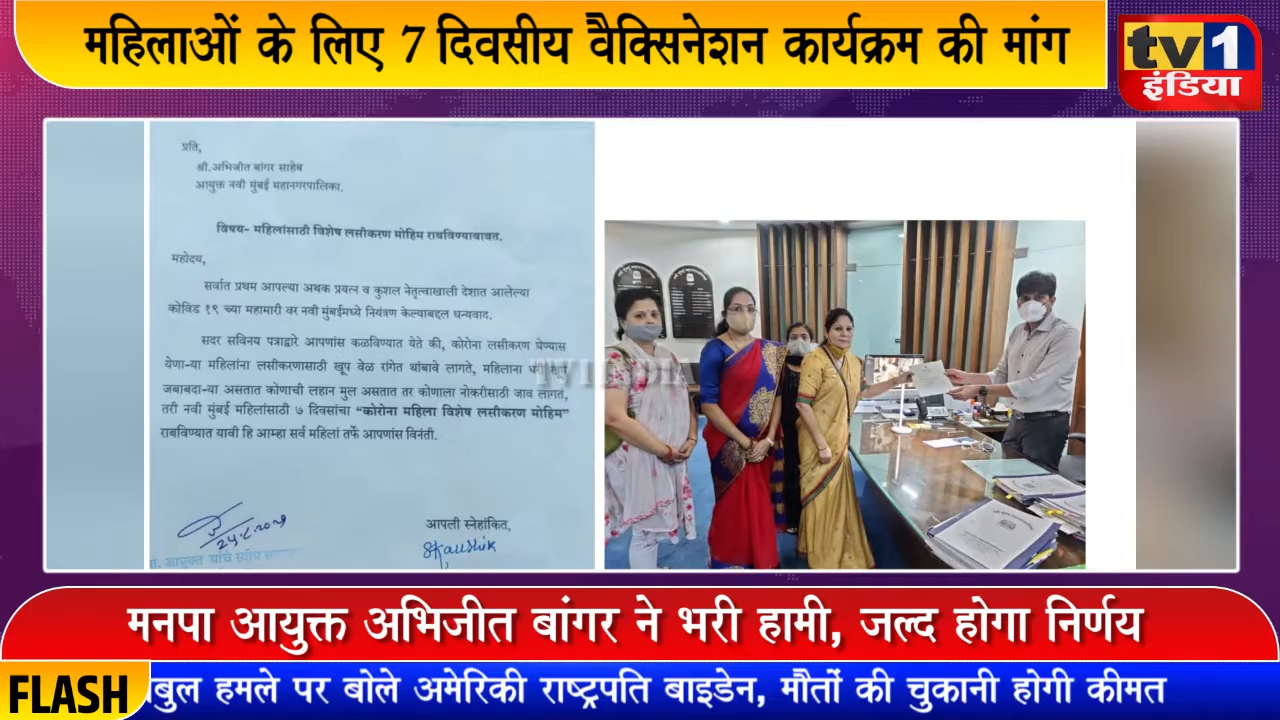 महिलाओं के लिए 7 दिवसीय वैक्सिनेशन कार्यक्रम की मांग
tv1
इंडिया
प्रति,
श्री.अभिजीत बांगर साहेब
आयुक्त नवी मुंबई महानगरपालिका.
विषय- महिलांसाठी विशेष लसीकरण मोहिम राबविण्याबाबत.
महोदय,
सर्वात प्रथम आपल्या अथक प्रयत्न व कुशल नेतृत्वाखाली देशात आलेल्या
कोविड १९ च्या महामारी वर नवी मुंबईमध्ये नियंत्रण केल्याबद्दल धन्यवाद.
सदर सविनय पत्राद्वारे आपणांस कळविण्यात येते की, कोरोना लसीकरण घेण्यास
येणा-या महिलांना लसीकरणासाठी खूप वेळ रांगेत थांबावे लागते, महिलाना
जबाबदा-या असतात कोणाची लहान मुल असतात तर कोणाला नोकरीसाठी जाव लागते,
तरी नवी मुंबई महिलांसाठी ७ दिवसांचा "कोरोना महिला विशेष लसीकरण मोहिम"
राबविण्यात यावी हि आम्हा सर्व महिलां तर्फे आपणांस विनंती.
TV1 INDIA
आपली स्नेहांकित,
Skaushik
मनपा आयुक्त अभिजीत बांगर ने भरी हामी, जल्द होगा निर्णय
FLASH
बुल हमले पर बोले अमेरिकी राष्ट्रपति बाइडेन, मौतों की चुकानी होगी कीमत